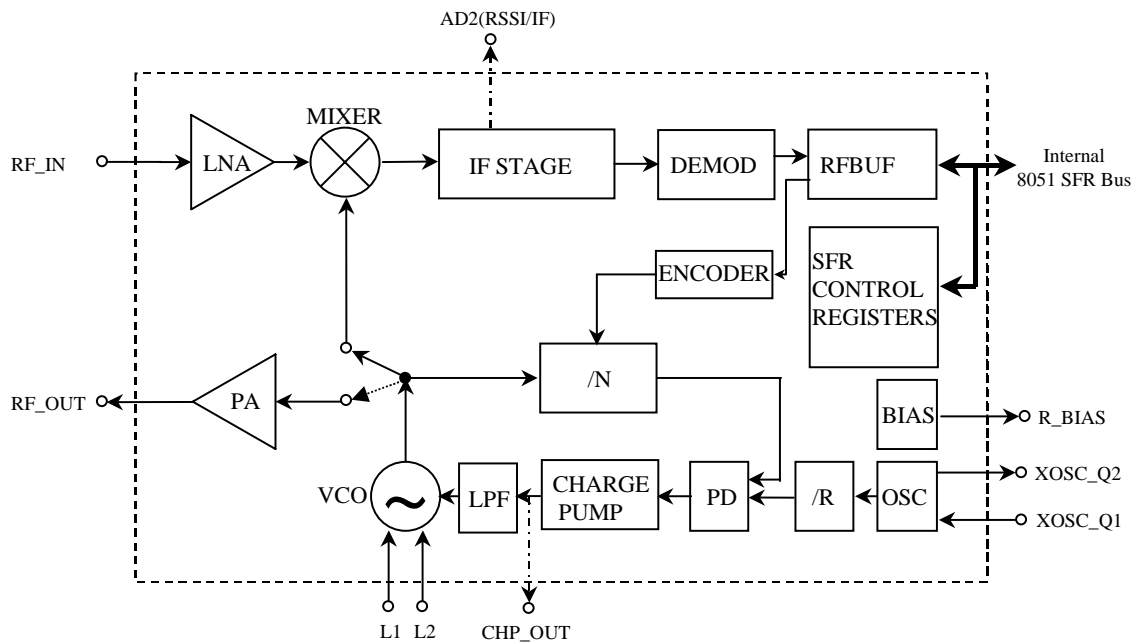 AD2(RSSI/IF)
MIXER
RF_IN
LNA
IF STAGE
DEMOD
RFBUF
Internal
8051 SFR Bus
ENCODER
SFR
CONTROL
REGISTERS
/N
RF_OUT
PA
BIAS
R_BIAS
VCO
~
LPF
CHARGE
PUMP
PD
/R
OSC
XOSC_Q2
XOSC_Q1
L1
L2
CHP_OUT